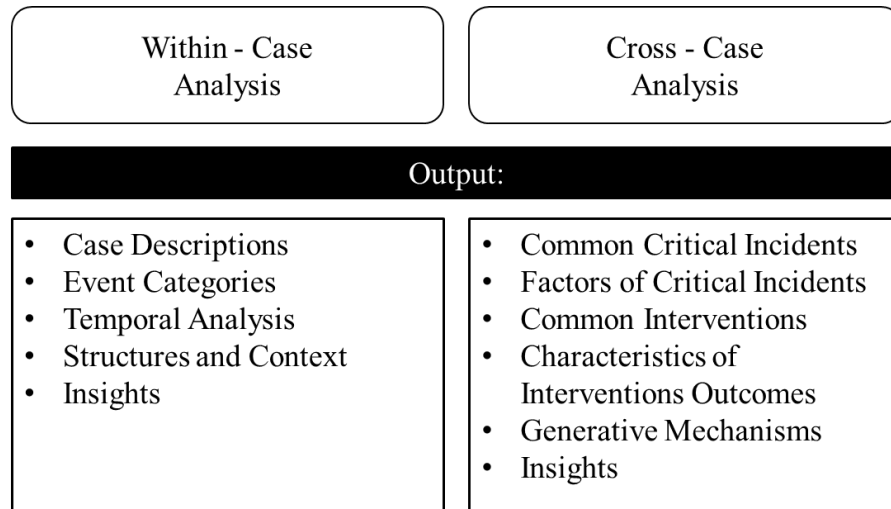 Within - Case
Analysis
Cross - Case
Analysis
Output:
• Case Descriptions
• Event Categories
• Temporal Analysis
• Structures and Context
• Insights
• Common Critical Incidents
• Factors of Critical Incidents
• Common Interventions
• Characteristics of
Interventions Outcomes
• Generative Mechanisms
• Insights